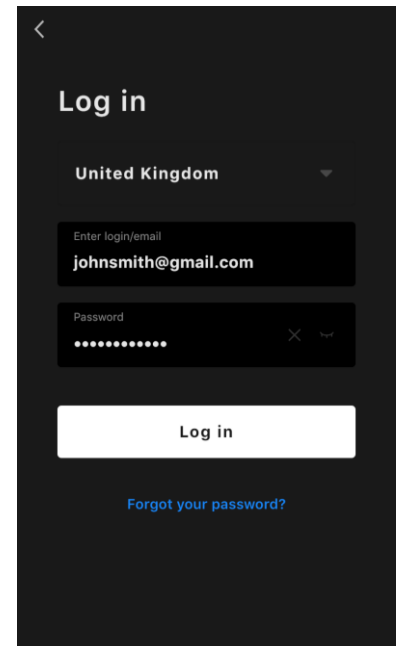 Log in
United Kingdom
Enter login/email
johnsmith@gmail.com
Password
••••••••••••
Log in
Forgot your password?